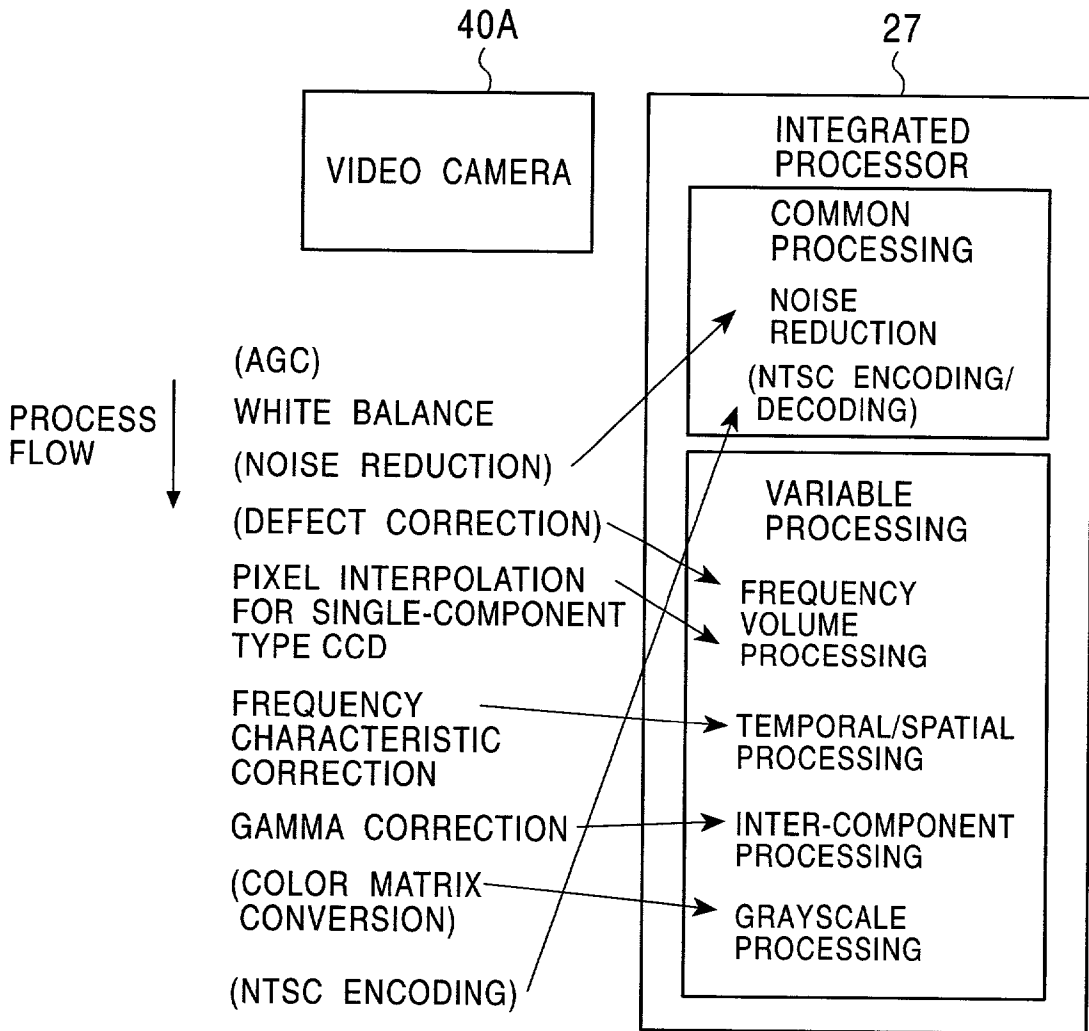 40A
27
VIDEO CAMERA
INTEGRATED
PROCESSOR
COMMON
PROCESSING
NOISE
REDUCTION
(NTSC ENCODING/
DECODING)
VARIABLE
PROCESSING
FREQUENCY
VOLUME
PROCESSING
TEMPORAL/SPATIAL
PROCESSING
INTER-COMPONENT
PROCESSING
GRAYSCALE
PROCESSING
PROCESS
FLOW
(AGC)
WHITE BALANCE
(NOISE REDUCTION)
(DEFECT CORRECTION)
PIXEL INTERPOLATION
FOR SINGLE-COMPONENT
TYPE CCD
FREQUENCY
CHARACTERISTIC
CORRECTION
GAMMA CORRECTION
(COLOR MATRIX
CONVERSION)
(NTSC ENCODING)